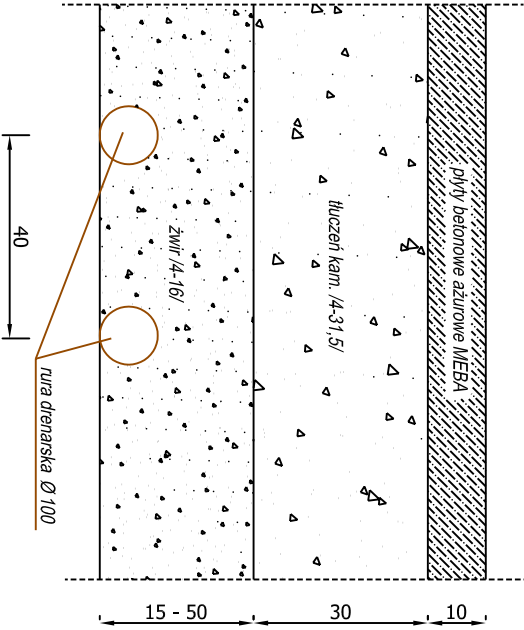 płyty betonowe ażurowe MEBA
tłuczeń kam. /4-31,5/
żwir /4-16/
rura drenarska Ø 100
40
15 - 50
30
10